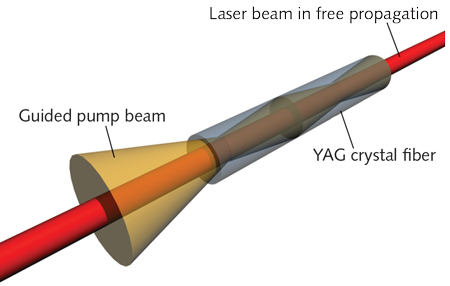 Laser beam in free propagation
Guided pump beam
YAG crystal fiber